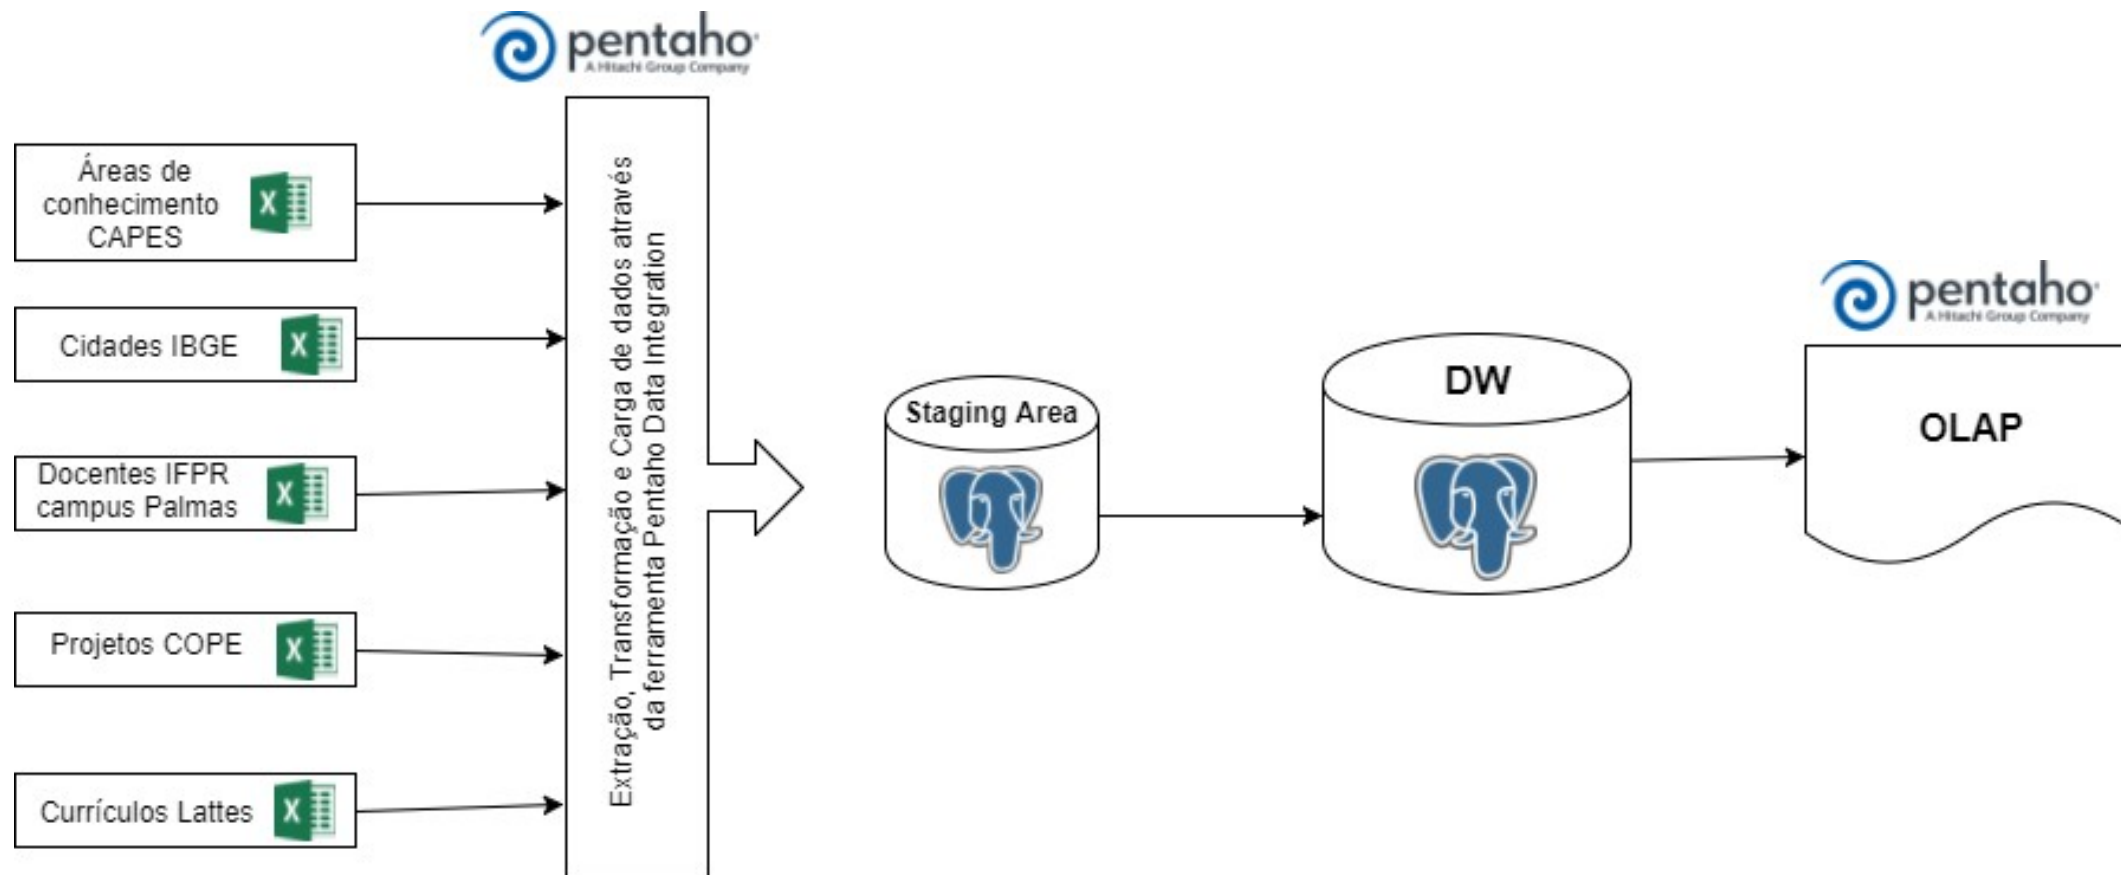 pentaho
A Hitachi Group Company
Áreas de
conhecimento
CAPES
Cidades IBGE
Docentes IFPR
campus Palmas
Projetos COPE
Currículos Lattes
Extração, Transformação e Carga de dados através
da ferramenta Pentaho Data Integration
Staging Area
DW
pentaho
A Hitachi Group Company
OLAP